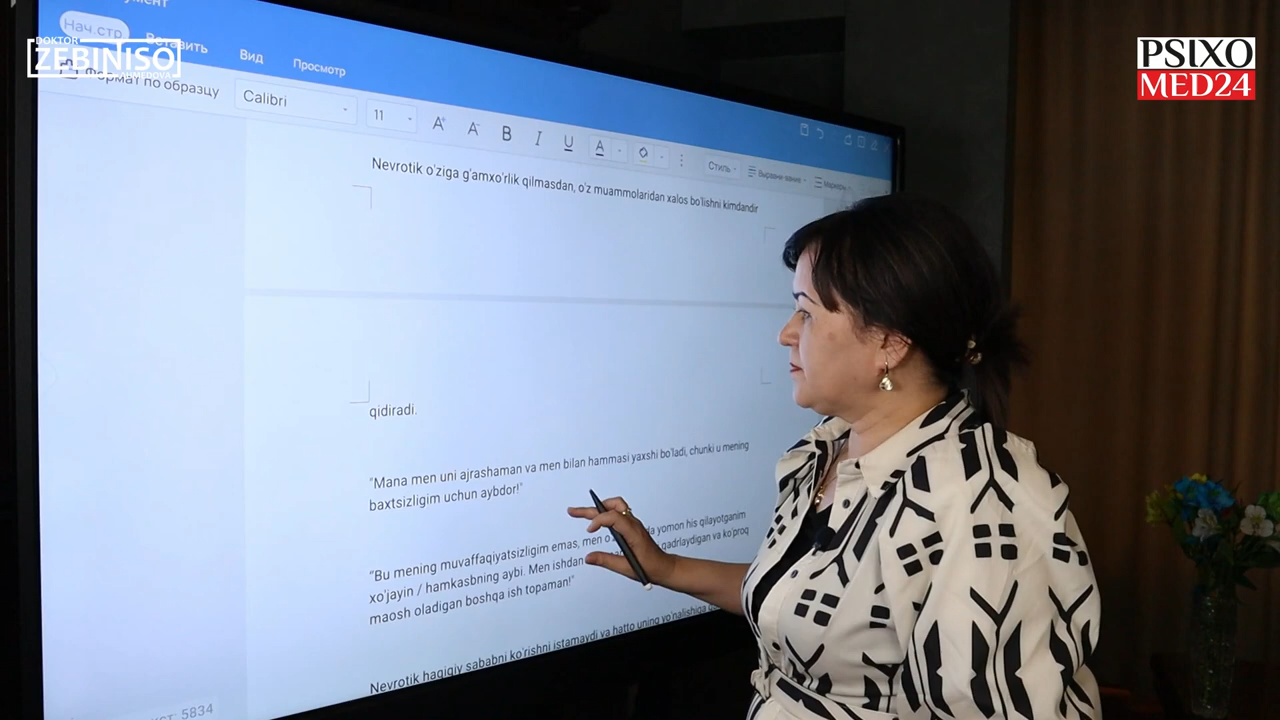 DOKTOR
ZEBINISO
AHMEDOVA
PSIXO
MED24
Нач.стр
Вставить
Вид
Просмотр
Формат по образцу
Calibri
11
A
A
B
I
U
A
Стиль
Nevrotik o'ziga g'amxo'rlik qilmasdan, o'z muammolaridan xalos bo'lishni kimdandir
qidiradi.
"Mana men uni ajrashaman va men bilan hammasi yaxshi bo'ladi, chunki u mening
baxtsizligim uchun aybdor!"
"Bu mening muvaffaqiyatsizligim emas, men yomon his qilayotganim
xo'jayin / hamkasbning aybi. Men ishdan qadrlaydigan va ko'proq
maosh oladigan boshqa ish topaman!"
Nevrotik haqiqiy sababni ko'rishni istamaydi va hatto uning yo'nalishiga
5834